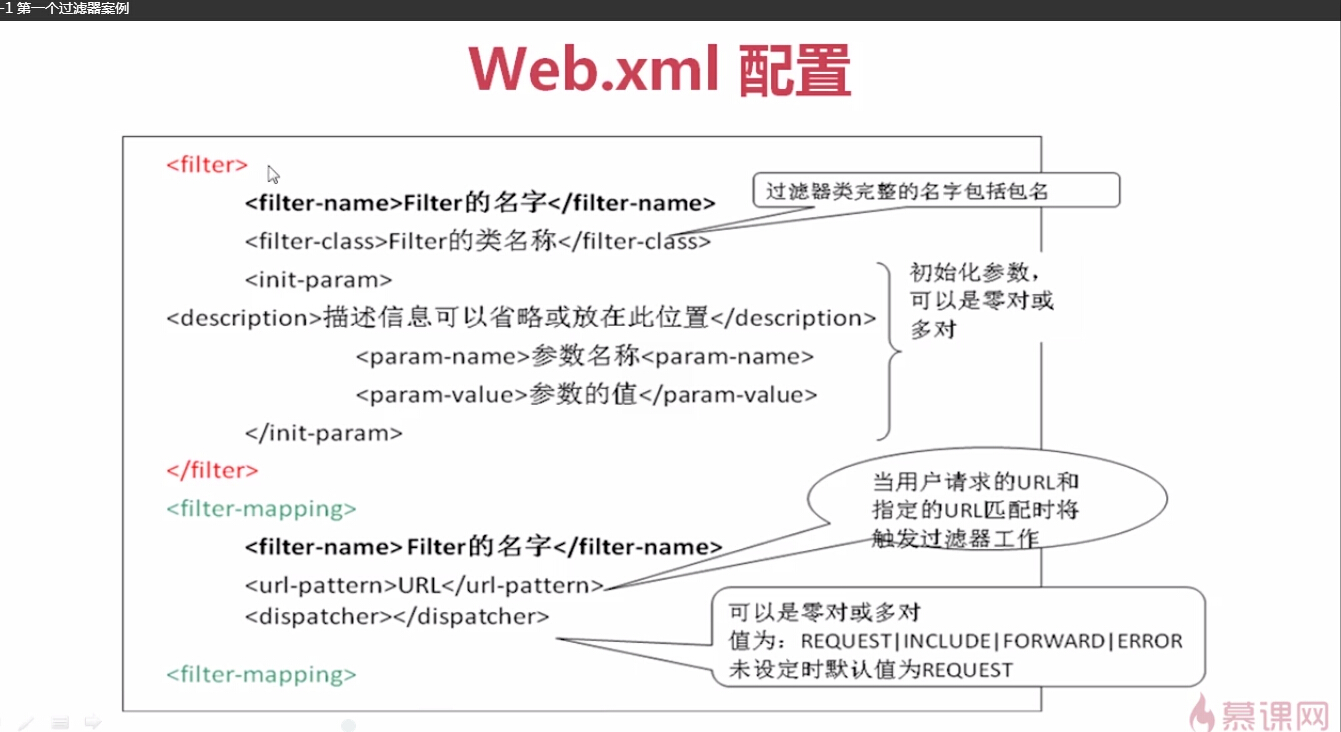 -1 第一个过滤器案例
Web.xml 配置
<filter>
<filter-name>Filter的名字</filter-name>
过滤器类完整的名字包括包名
<filter-class>Filter的类名称</filter-class>
<init-param>
初始化参数，
可以是零对或
多对
<description>描述信息可以省略或放在此位置</description>
<param-name>参数名称<param-name>
<param-value>参数的值</param-value>
</init-param>
</filter>
当用户请求的URL和
指定的URL匹配时将
触发过滤器工作
<filter-mapping>
<filter-name>Filter的名字</filter-name>
<url-pattern>URL</url-pattern>
<dispatcher></dispatcher>
可以是零对或多对
值为：REQUEST|INCLUDE|FORWARD|ERROR
未设定时默认值为REQUEST
<filter-mapping>
慕课网